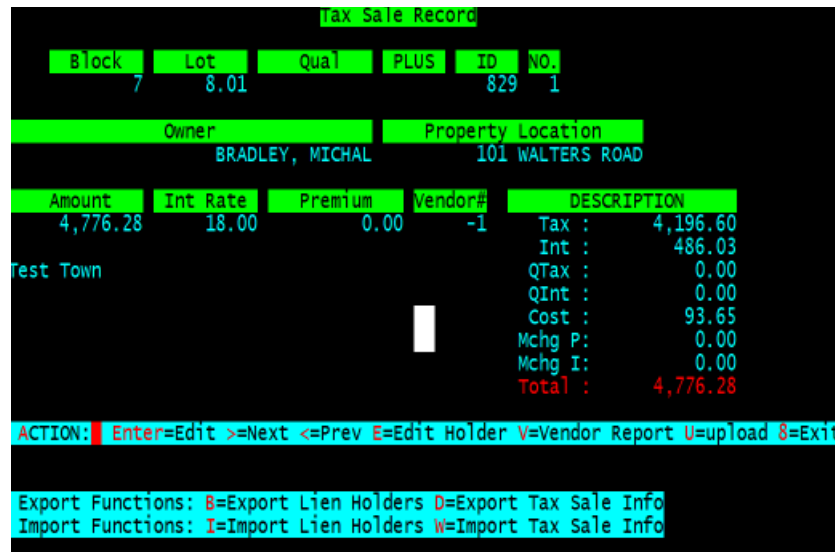 Tax Sale Record
Block Lot Qual PLUS ID NO.
7 8.01 829 1
Owner Property Location
BRADLEY, MICHAL 101 WALTERS ROAD
Amount Int Rate Premium Vendor# DESCRIPTION
4,776.28 18.00 0.00 -1 Tax : 4,196.60
Int : 486.03
Test Town QTax : 0.00
QInt : 0.00
Cost : 93.65
Mchg P: 0.00
Mchg I: 0.00
Total : 4,776.28
ACTION: Enter=Edit >=Next <=Prev E=Edit Holder V=Vendor Report U=upload 8=Exit
Export Functions: B=Export Lien Holders D=Export Tax Sale Info
Import Functions: I=Import Lien Holders W=Import Tax Sale Info